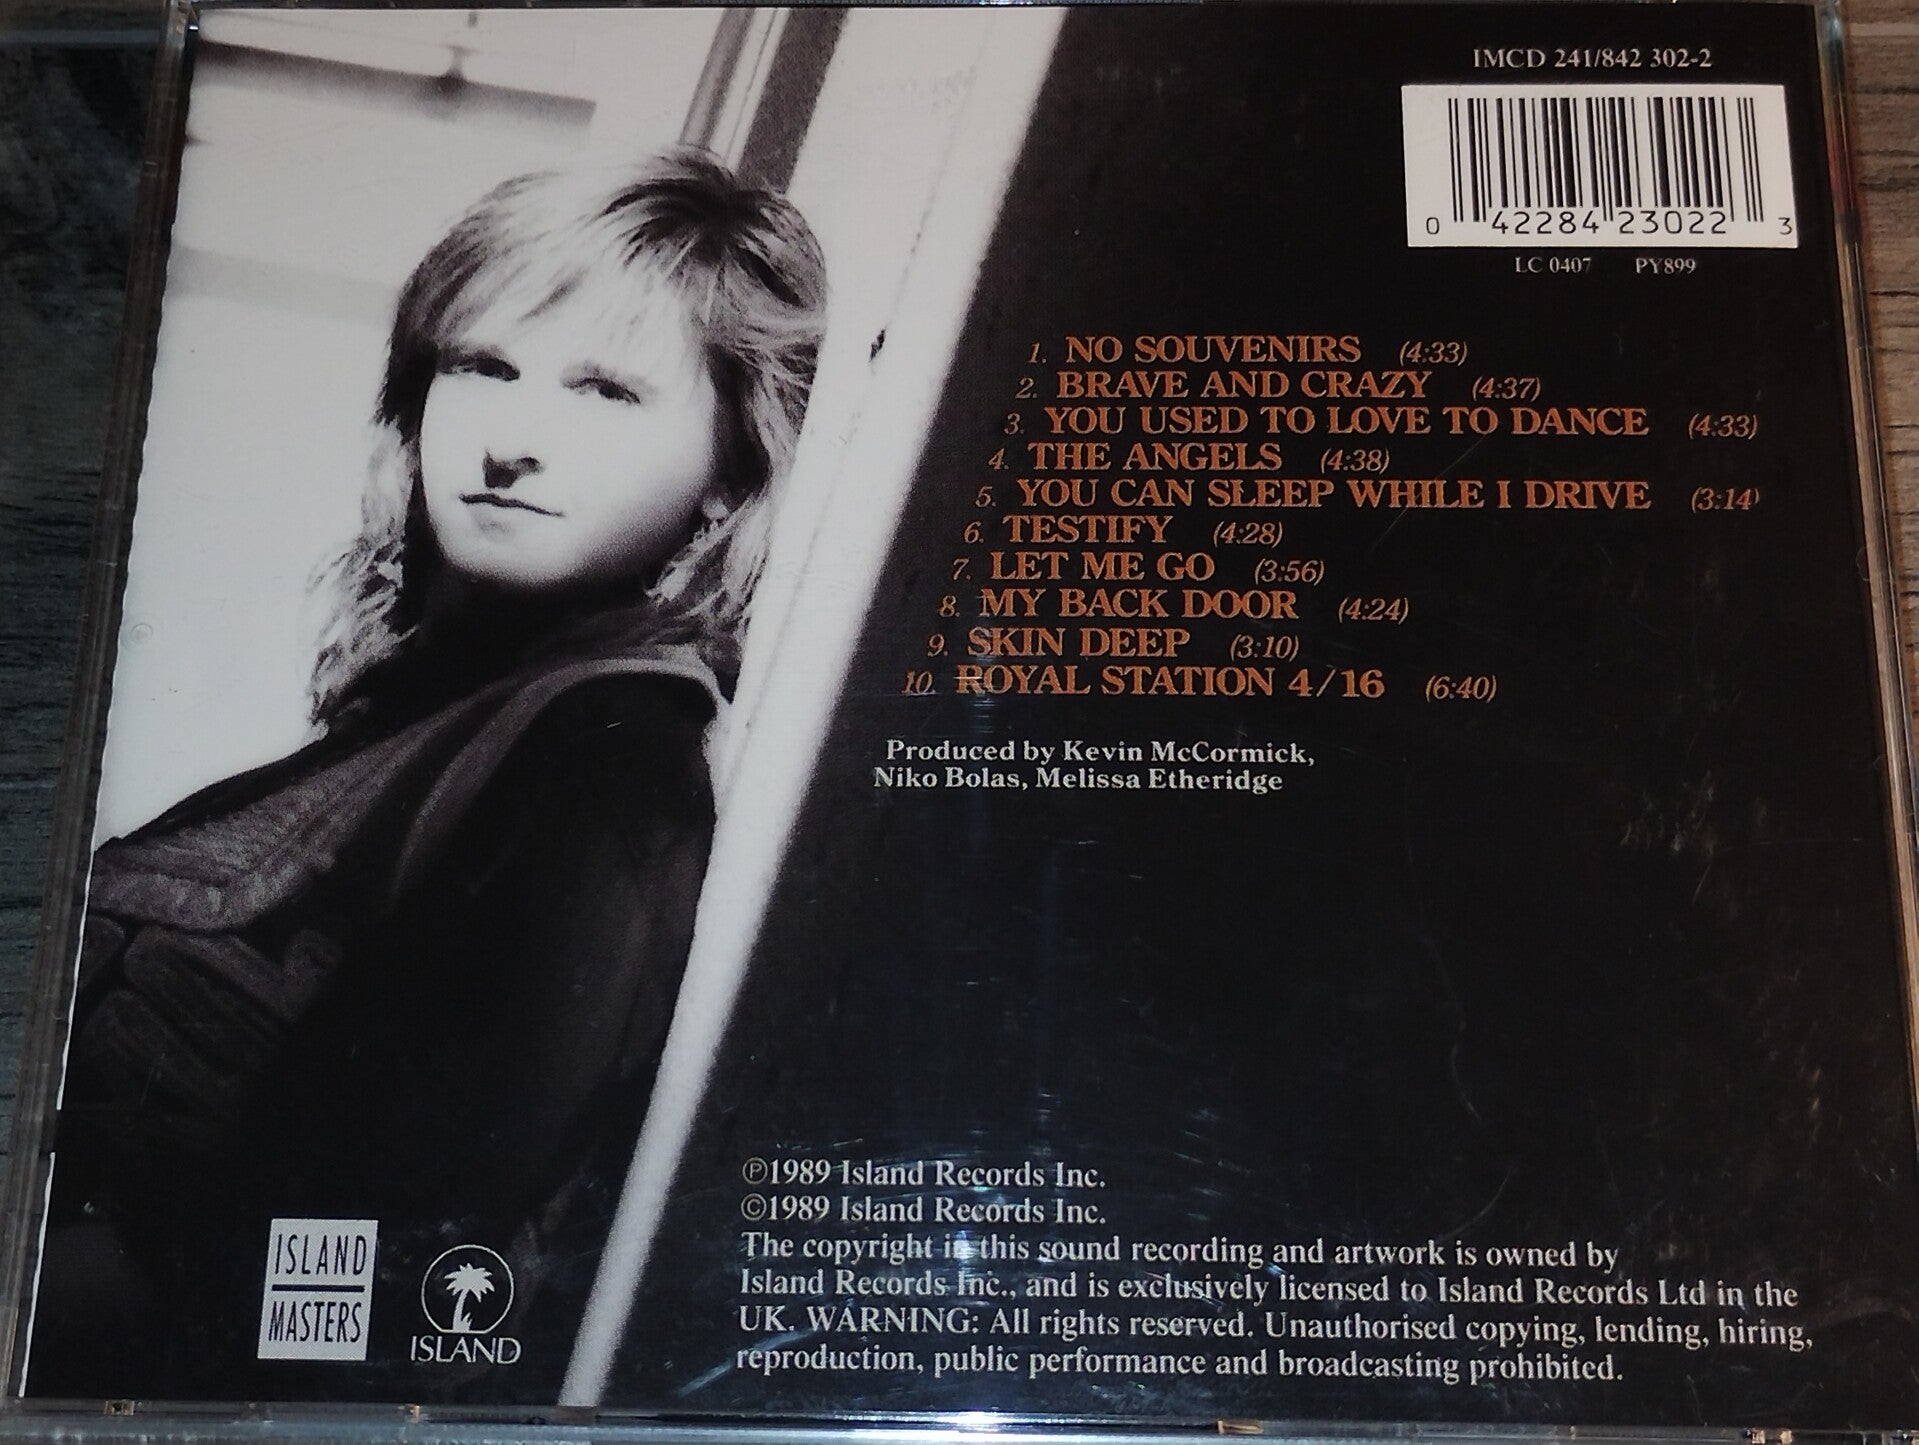 IMCD 241/842 302-2
0 42284 23022 3
LC 0407 PY899
1. NO SOUVENIRS (4:33)
2. BRAVE AND CRAZY (4:37)
3. YOU USED TO LOVE TO DANCE (4:33)
4. THE ANGELS (4:38)
5. YOU CAN SLEEP WHILE I DRIVE (3:14)
6. TESTIFY (4:28)
7. LET ME GO (3:56)
8. MY BACK DOOR (4:24)
9. SKIN DEEP (3:10)
10. ROYAL STATION 4/16 (6:40)
Produced by Kevin McCormick,
Niko Bolas, Melissa Etheridge
℗1989 Island Records Inc.
©1989 Island Records Inc.
The copyright in this sound recording and artwork is owned by
Island Records Inc., and is exclusively licensed to Island Records Ltd in the
UK. WARNING: All rights reserved. Unauthorised copying, lending, hiring,
reproduction, public performance and broadcasting prohibited.
ISLAND
MASTERS
ISLAND